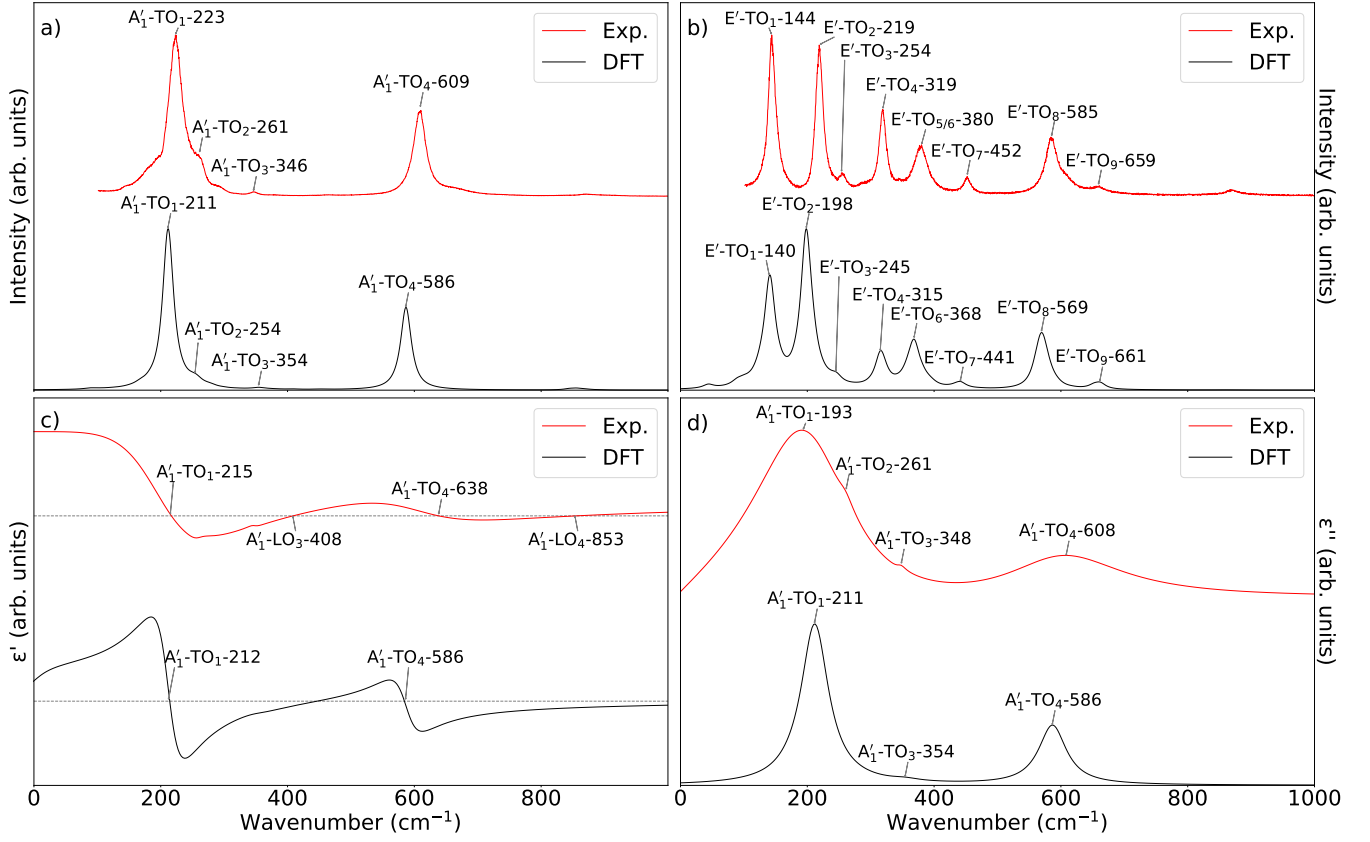 a)
A′₁-TO₁-223
A′₁-TO₂-261
A′₁-TO₃-346
A′₁-TO₄-609
A′₁-TO₁-211
A′₁-TO₂-254
A′₁-TO₃-354
A′₁-TO₄-586
Exp.
DFT
Intensity (arb. units)
b)
E′-TO₁-144
E′-TO₂-219
E′-TO₃-254
E′-TO₄-319
E′-TO₅/₆-380
E′-TO₇-452
E′-TO₈-585
E′-TO₉-659
E′-TO₂-198
E′-TO₁-140
E′-TO₃-245
E′-TO₄-315
E′-TO₆-368
E′-TO₇-441
E′-TO₈-569
E′-TO₉-661
Exp.
DFT
Intensity (arb. units)
c)
A′₁-TO₁-215
A′₁-LO₃-408
A′₁-TO₄-638
A′₁-LO₄-853
A′₁-TO₁-212
A′₁-TO₄-586
Exp.
DFT
ε' (arb. units)
0 200 400 600 800
Wavenumber (cm⁻¹)
d)
A′₁-TO₁-193
A′₁-TO₂-261
A′₁-TO₃-348
A′₁-TO₄-608
A′₁-TO₁-211
A′₁-TO₃-354
A′₁-TO₄-586
Exp.
DFT
ε'' (arb. units)
0 200 400 600 800 1000
Wavenumber (cm⁻¹)